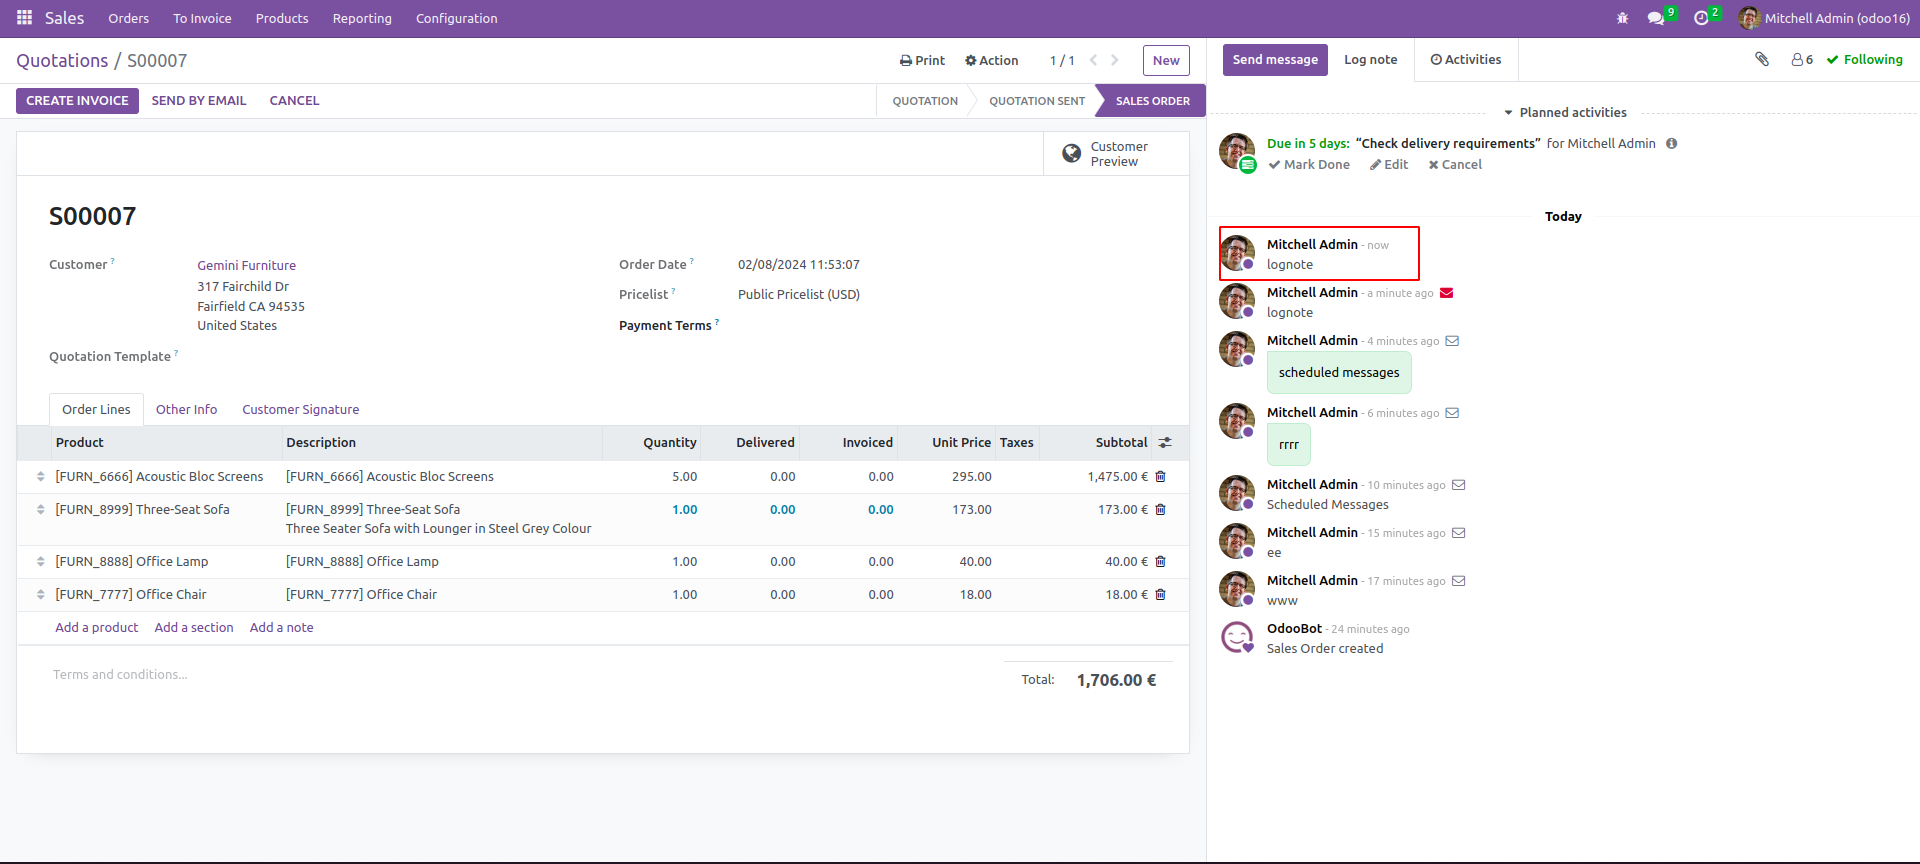 Sales Orders To Invoice Products Reporting Configuration 9 2 Mitchell Admin (odoo16)
Quotations / S00007 Print Action 1 / 1 New
CREATE INVOICE SEND BY EMAIL CANCEL QUOTATION QUOTATION SENT SALES ORDER
Customer
Preview
S00007
Customer ? Gemini Furniture
317 Fairchild Dr
Fairfield CA 94535
United States
Order Date ? 02/08/2024 11:53:07
Pricelist ? Public Pricelist (USD)
Payment Terms ?
Quotation Template ?
Order Lines Other Info Customer Signature
Product Description Quantity Delivered Invoiced Unit Price Taxes Subtotal
[FURN_6666] Acoustic Bloc Screens [FURN_6666] Acoustic Bloc Screens 5.00 0.00 0.00 295.00 1,475.00 €
[FURN_8999] Three-Seat Sofa [FURN_8999] Three-Seat Sofa 1.00 0.00 0.00 173.00 173.00 €
Three Seater Sofa with Lounger in Steel Grey Colour
[FURN_8888] Office Lamp [FURN_8888] Office Lamp 1.00 0.00 0.00 40.00 40.00 €
[FURN_7777] Office Chair [FURN_7777] Office Chair 1.00 0.00 0.00 18.00 18.00 €
Add a product Add a section Add a note
Terms and conditions...
Total: 1,706.00 €
Send message Log note Activities 6 Following
Planned activities
Due in 5 days: “Check delivery requirements” for Mitchell Admin
Mark Done Edit Cancel
Today
Mitchell Admin - now
lognote
Mitchell Admin - a minute ago
lognote
Mitchell Admin - 4 minutes ago
scheduled messages
Mitchell Admin - 6 minutes ago
rrrr
Mitchell Admin - 10 minutes ago
Scheduled Messages
Mitchell Admin - 15 minutes ago
ee
Mitchell Admin - 17 minutes ago
www
OdooBot - 24 minutes ago
Sales Order created